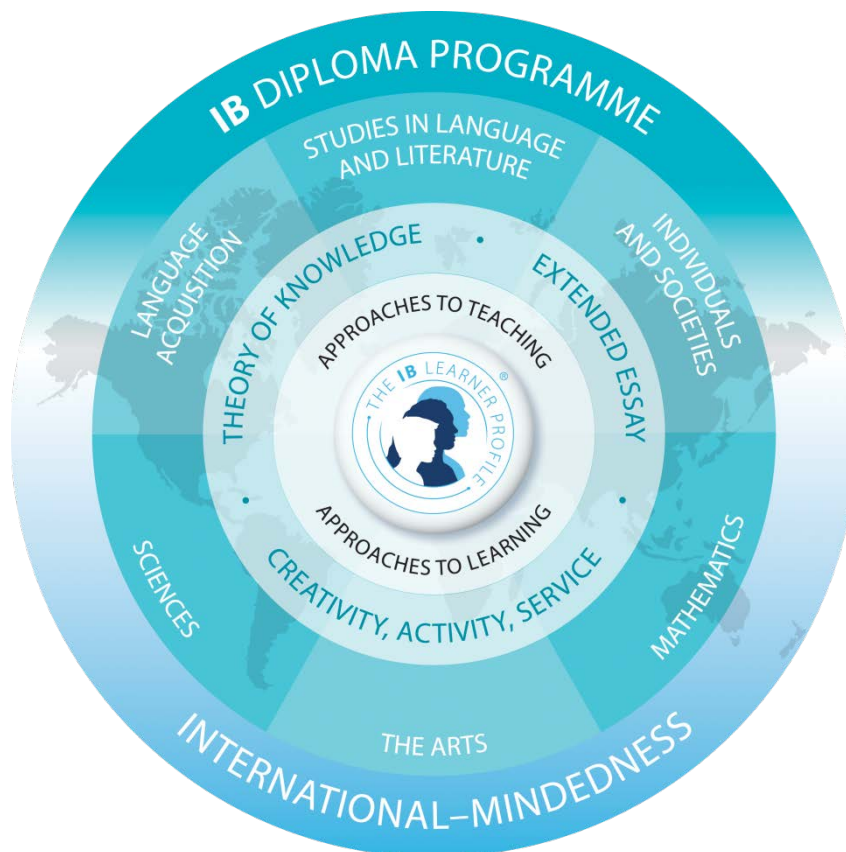 IB DIPLOMA PROGRAMME
STUDIES IN LANGUAGE
AND LITERATURE
LANGUAGE
ACQUISITION
INDIVIDUALS
AND SOCIETIES
THEORY OF KNOWLEDGE
•
EXTENDED ESSAY
•
APPROACHES TO TEACHING
THE IB LEARNER PROFILE ®
APPROACHES TO LEARNING
•
CREATIVITY, ACTIVITY, SERVICE
SCIENCES
MATHEMATICS
THE ARTS
INTERNATIONAL–MINDEDNESS